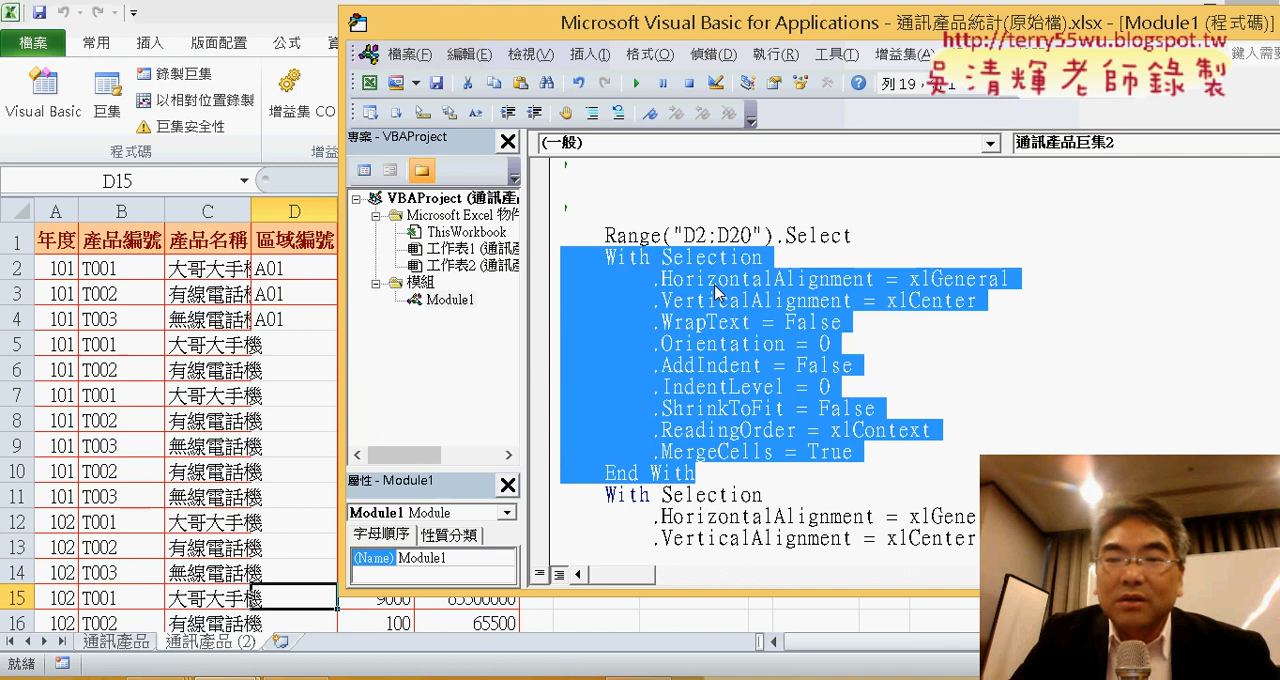 Microsoft Visual Basic for Applications - 通訊產品統計(原始檔).xlsx - [Module1 (程式碼)]
http://terry55wu.blogspot.tw
吳清輝老師錄製
檔案 常用 插入 版面配置 公式
檔案(F) 編輯(E) 檢視(V) 插入(I) 格式(O) 偵錯(D) 執行(R) 工具(T) 增益集(A)
鍵入需要
Visual Basic 巨集
錄製巨集
以相對位置錄製
巨集安全性
程式碼
增益集 CO
增益
列 19,
專案 - VBAProject
(一般)
通訊產品巨集2
VBAProject (通訊產
Microsoft Excel 物件
ThisWorkbook
工作表1 (通訊產
工作表2 (通訊產
模組
Module1
屬性 - Module1
Module1 Module
字母順序 性質分類
(Name) Module1
'
'
Range("D2:D20").Select
With Selection
.HorizontalAlignment = xlGeneral
.VerticalAlignment = xlCenter
.WrapText = False
.Orientation = 0
.AddIndent = False
.IndentLevel = 0
.ShrinkToFit = False
.ReadingOrder = xlContext
.MergeCells = True
End With
With Selection
.HorizontalAlignment = xlGene
.VerticalAlignment = xlCenter
D15
A B C D
1 年度 產品編號 產品名稱 區域編號
2 101 T001 大哥大手機 A01
3 101 T002 有線電話機 A01
4 101 T003 無線電話機 A01
5 101 T001 大哥大手機
6 101 T002 有線電話機
7 101 T001 大哥大手機
8 101 T002 有線電話機
9 101 T003 無線電話機
10 101 T002 有線電話機
11 101 T003 無線電話機
12 102 T001 大哥大手機
13 102 T002 有線電話機
14 102 T003 無線電話機
15 102 T001 大哥大手機 9000 65500000
16 102 T002 有線電話機 100 65500
通訊產品 通訊產品 (2)
就緒